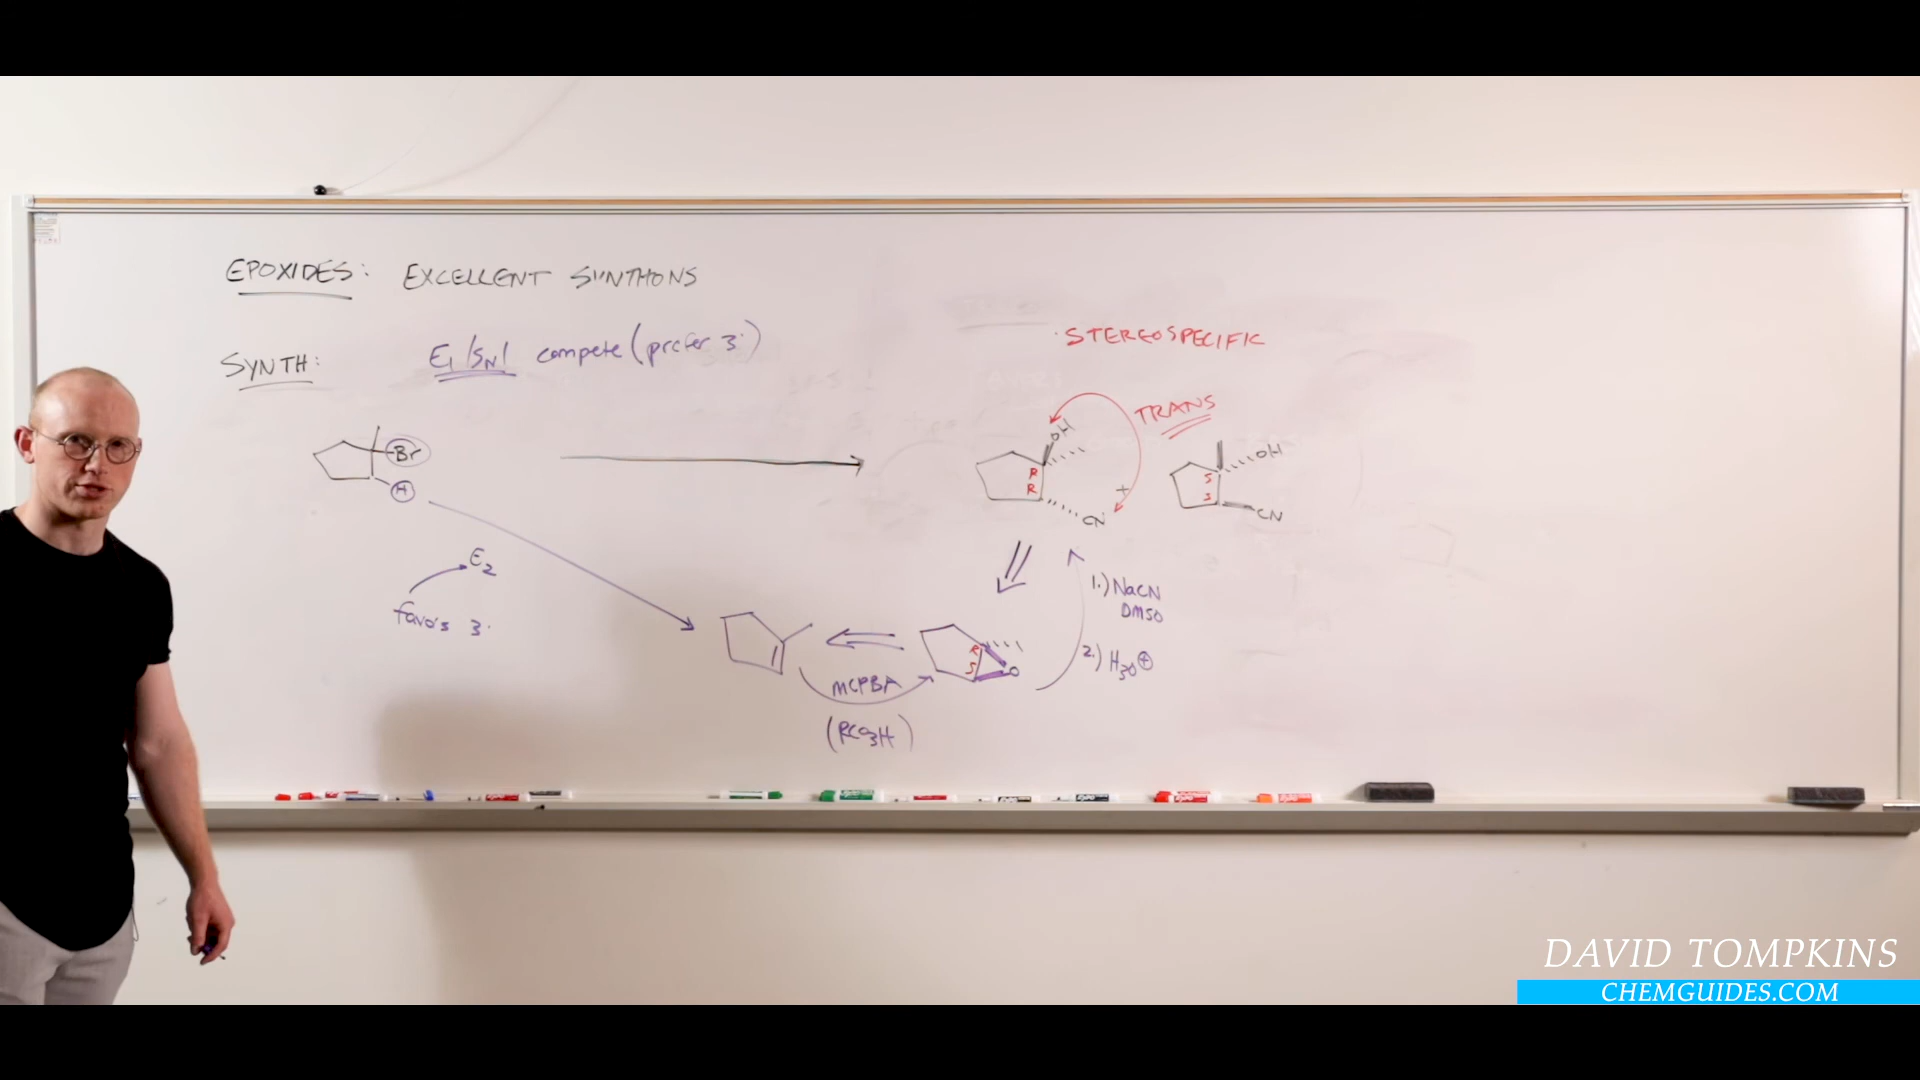 EPOXIDES: EXCELLENT SYNTHONS
STEREOSPECIFIC
SYNTH: E1/SN1 compete (prefer 3°)
TRANS
Br
H
OH
R
R
CN
+
OH
S
S
CN
E2
favors 3°
1.) NaCN
DMSO
2.) H3O⊕
R
S
O
MCPBA
(RCO3H)
DAVID TOMPKINS
CHEMGUIDES.COM